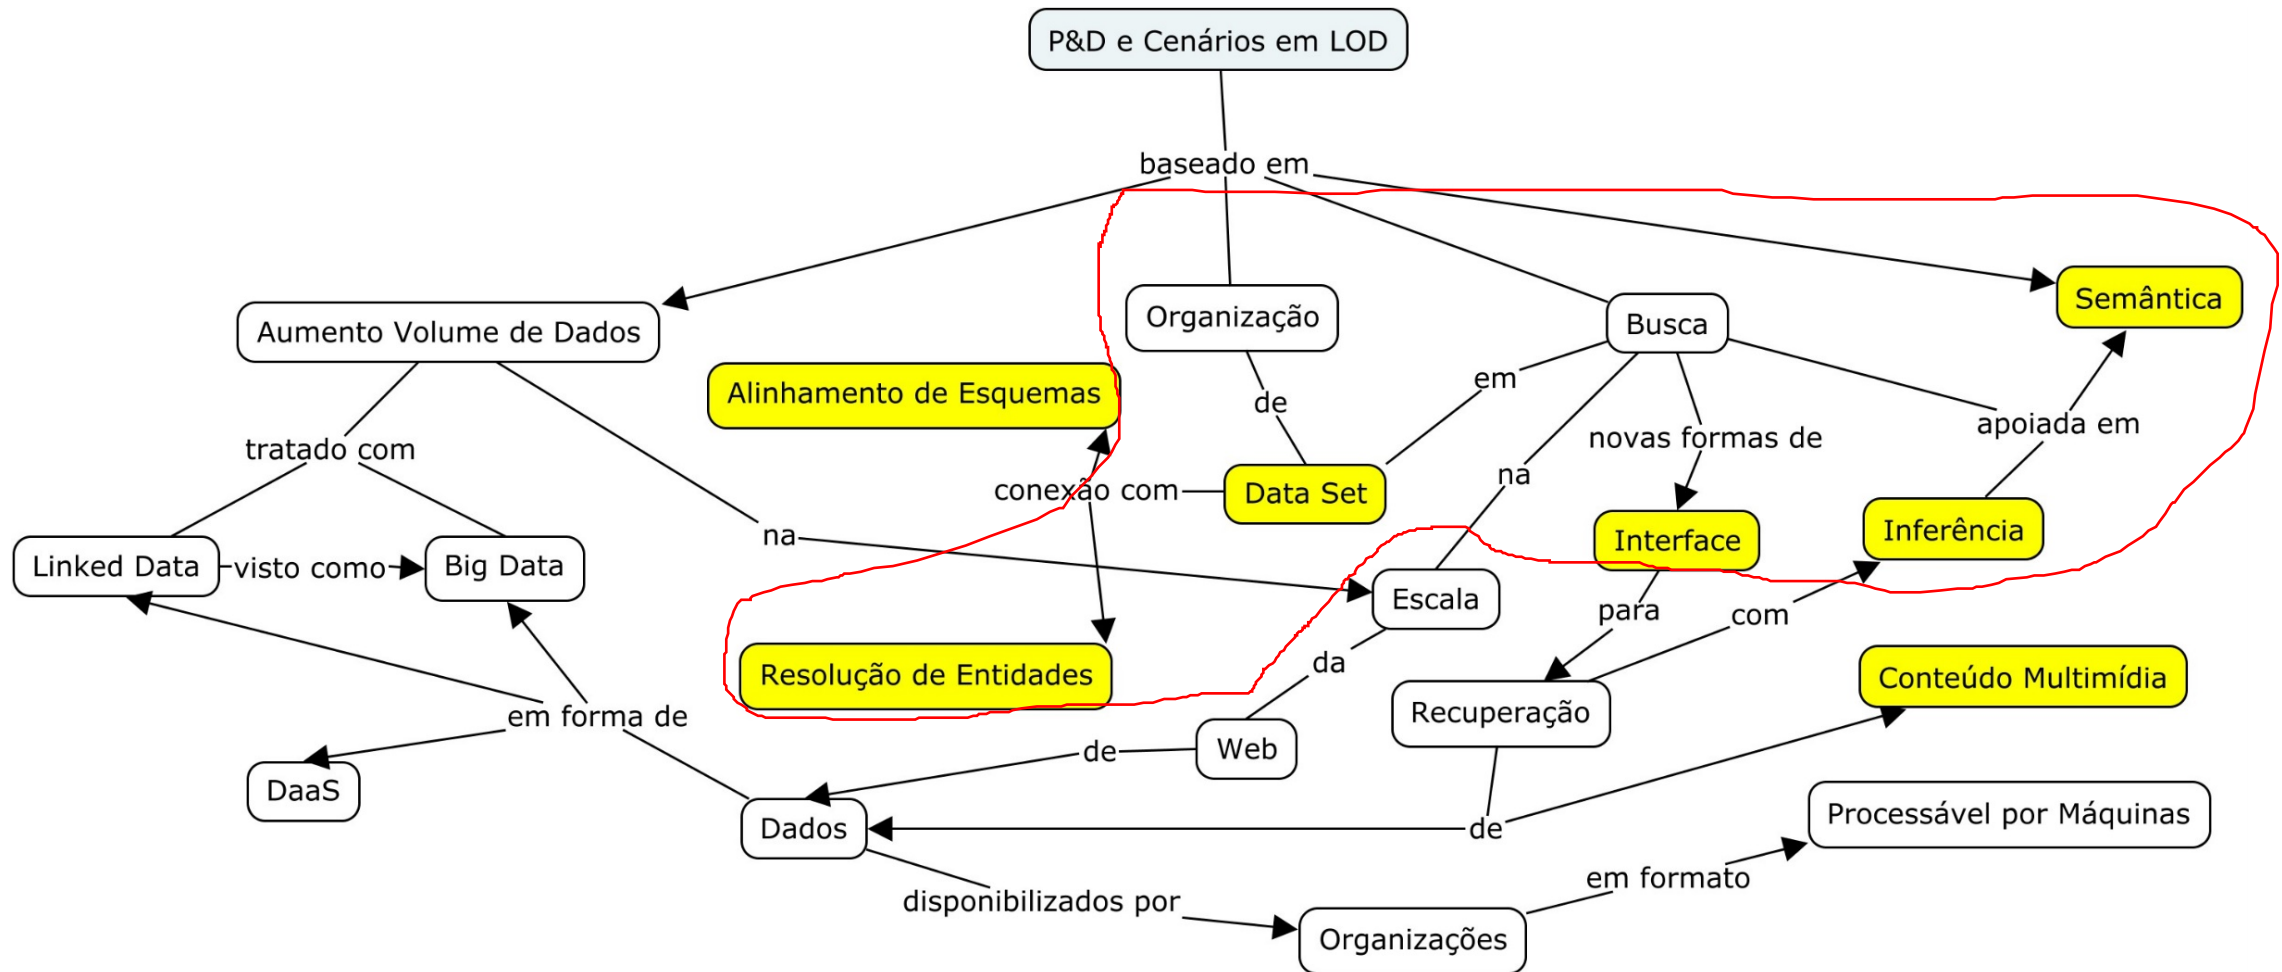 P&D e Cenários em LOD
baseado em
Semântica
Organização
Busca
Aumento Volume de Dados
Alinhamento de Esquemas
em
de
apoiada em
novas formas de
tratado com
na
conexão com
Data Set
Inferência
na
Interface
Linked Data
visto como
Big Data
Escala
para
com
da
Resolução de Entidades
Conteúdo Multimídia
Recuperação
em forma de
Web
de
DaaS
Dados
de
Processável por Máquinas
em formato
disponibilizados por
Organizações